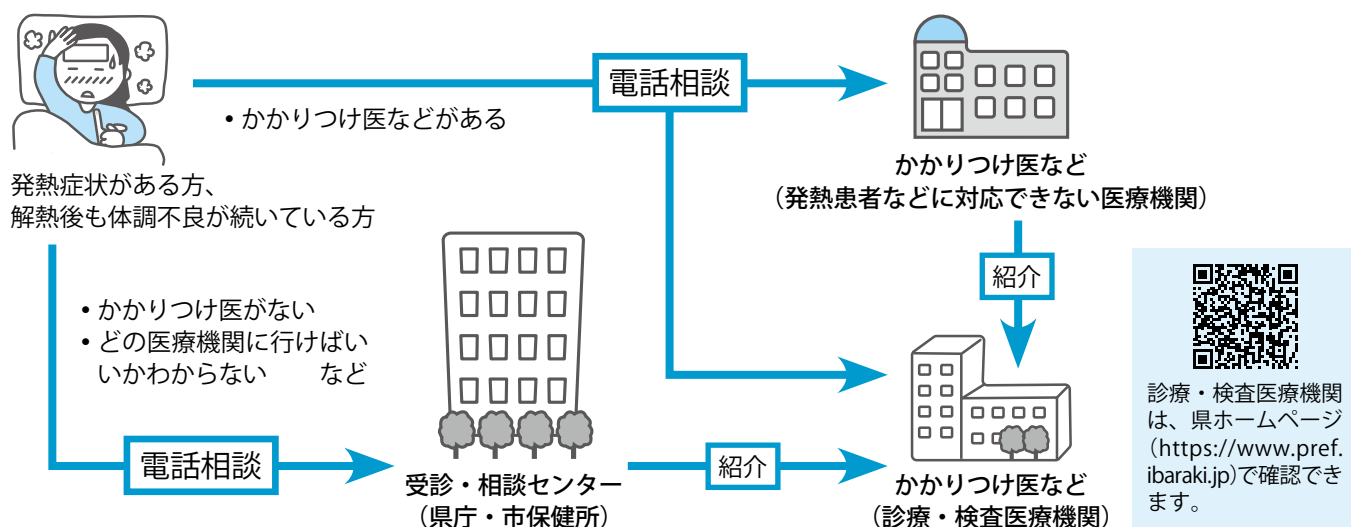 電話相談
• かかりつけ医などがある
発熱症状がある方、
解熱後も体調不良が続いている方
かかりつけ医など
（発熱患者などに対応できない医療機関）
紹介
• かかりつけ医がない
• どの医療機関に行けばい
いかわからない　　など
電話相談
受診・相談センター
（県庁・市保健所）
紹介
かかりつけ医など
（診療・検査医療機関）
診療・検査医療機関
は、県ホームページ
（https://www.pref.
ibaraki.jp)で確認でき
ます。